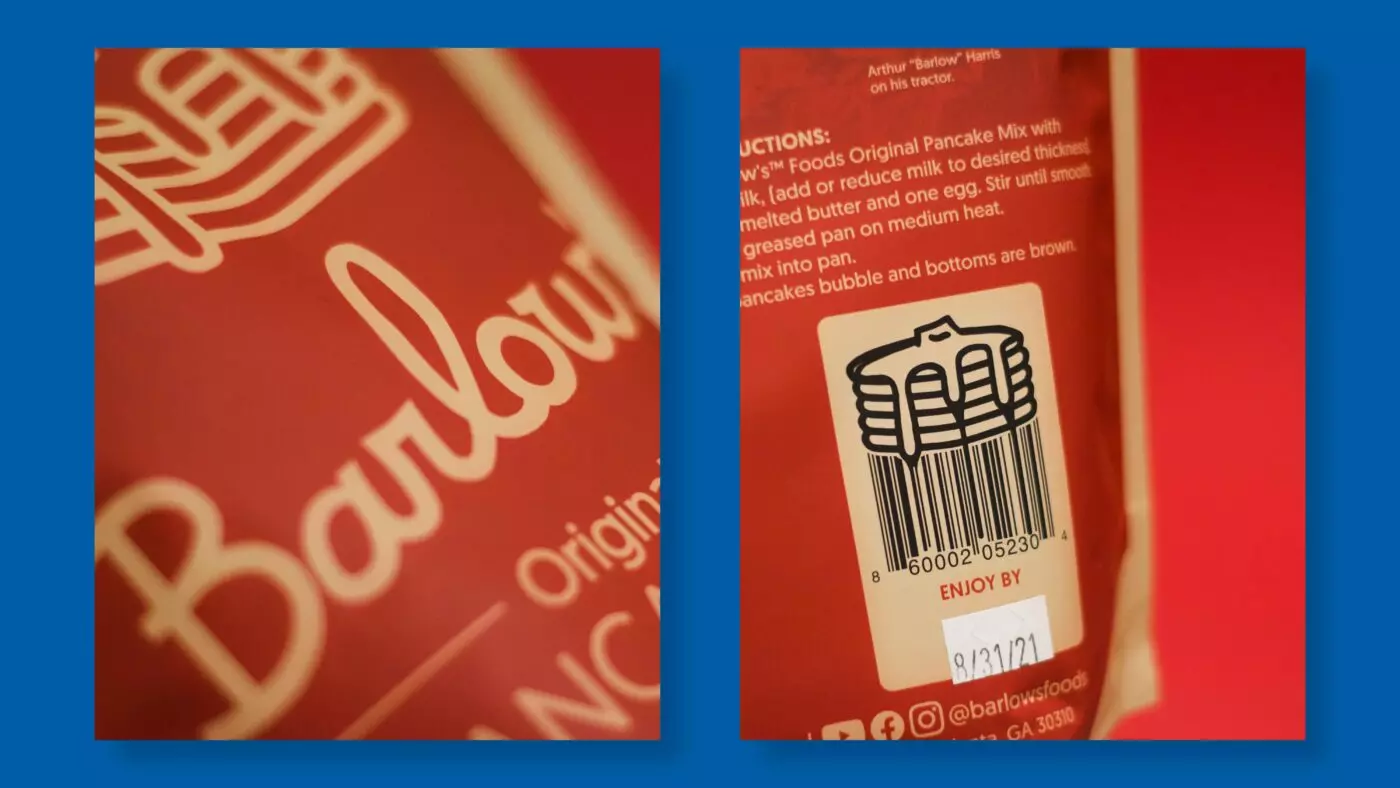 Barlow
Origina
ANCA
Arthur "Barlow" Harris
on his tractor.
UCTIONS:
w's™ Foods Original Pancake Mix with
ilk, (add or reduce milk to desired thickness
melted butter and one egg. Stir until smooth
greased pan on medium heat.
mix into pan.
ancakes bubble and bottoms are brown.
8 60002 05230 4
ENJOY BY
8/31/21
@barlowsfoods
GA 30310